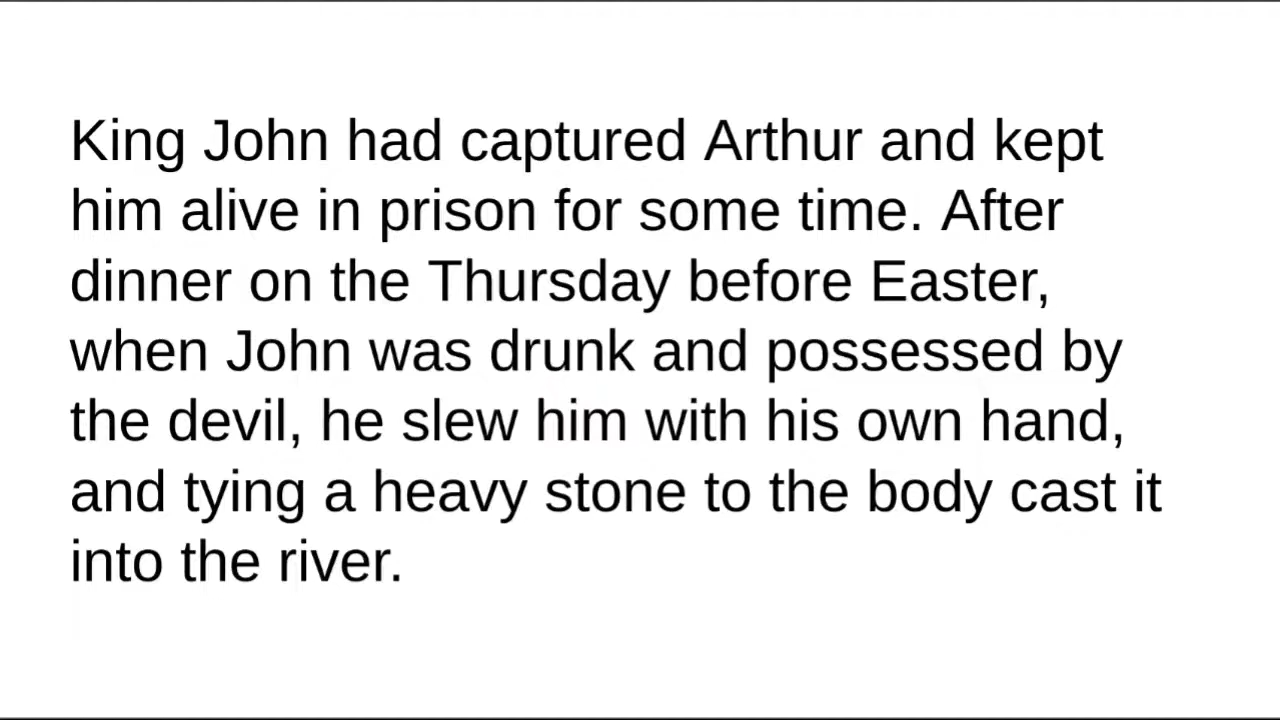 King John had captured Arthur and kept
him alive in prison for some time. After
dinner on the Thursday before Easter,
when John was drunk and possessed by
the devil, he slew him with his own hand,
and tying a heavy stone to the body cast it
into the river.